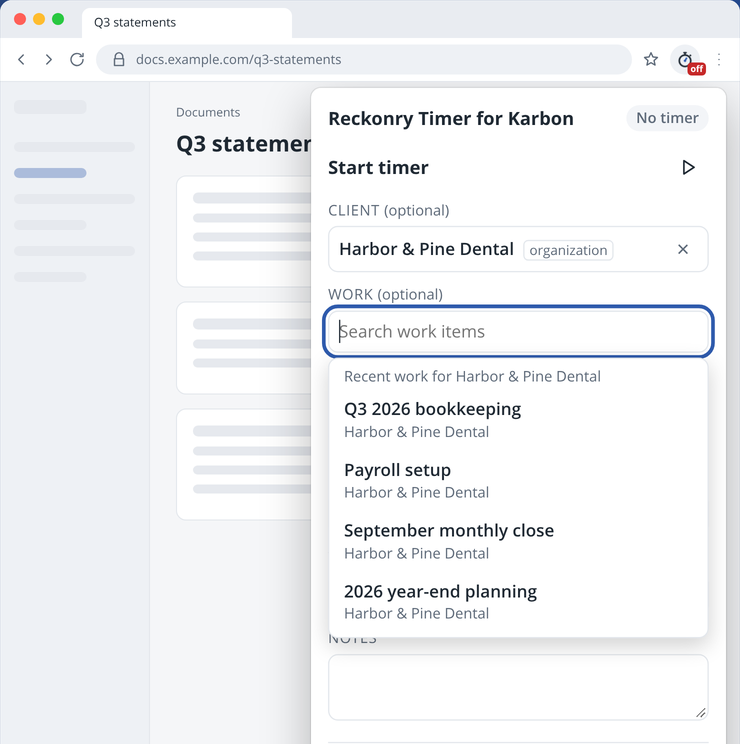 Q3 statements
docs.example.com/q3-statements
off
Documents
Q3 statemer
Reckonry Timer for Karbon
No timer
Start timer
CLIENT (optional)
Harbor & Pine Dental organization
WORK (optional)
Search work items
Recent work for Harbor & Pine Dental
Q3 2026 bookkeeping
Harbor & Pine Dental
Payroll setup
Harbor & Pine Dental
September monthly close
Harbor & Pine Dental
2026 year-end planning
Harbor & Pine Dental
NOTES